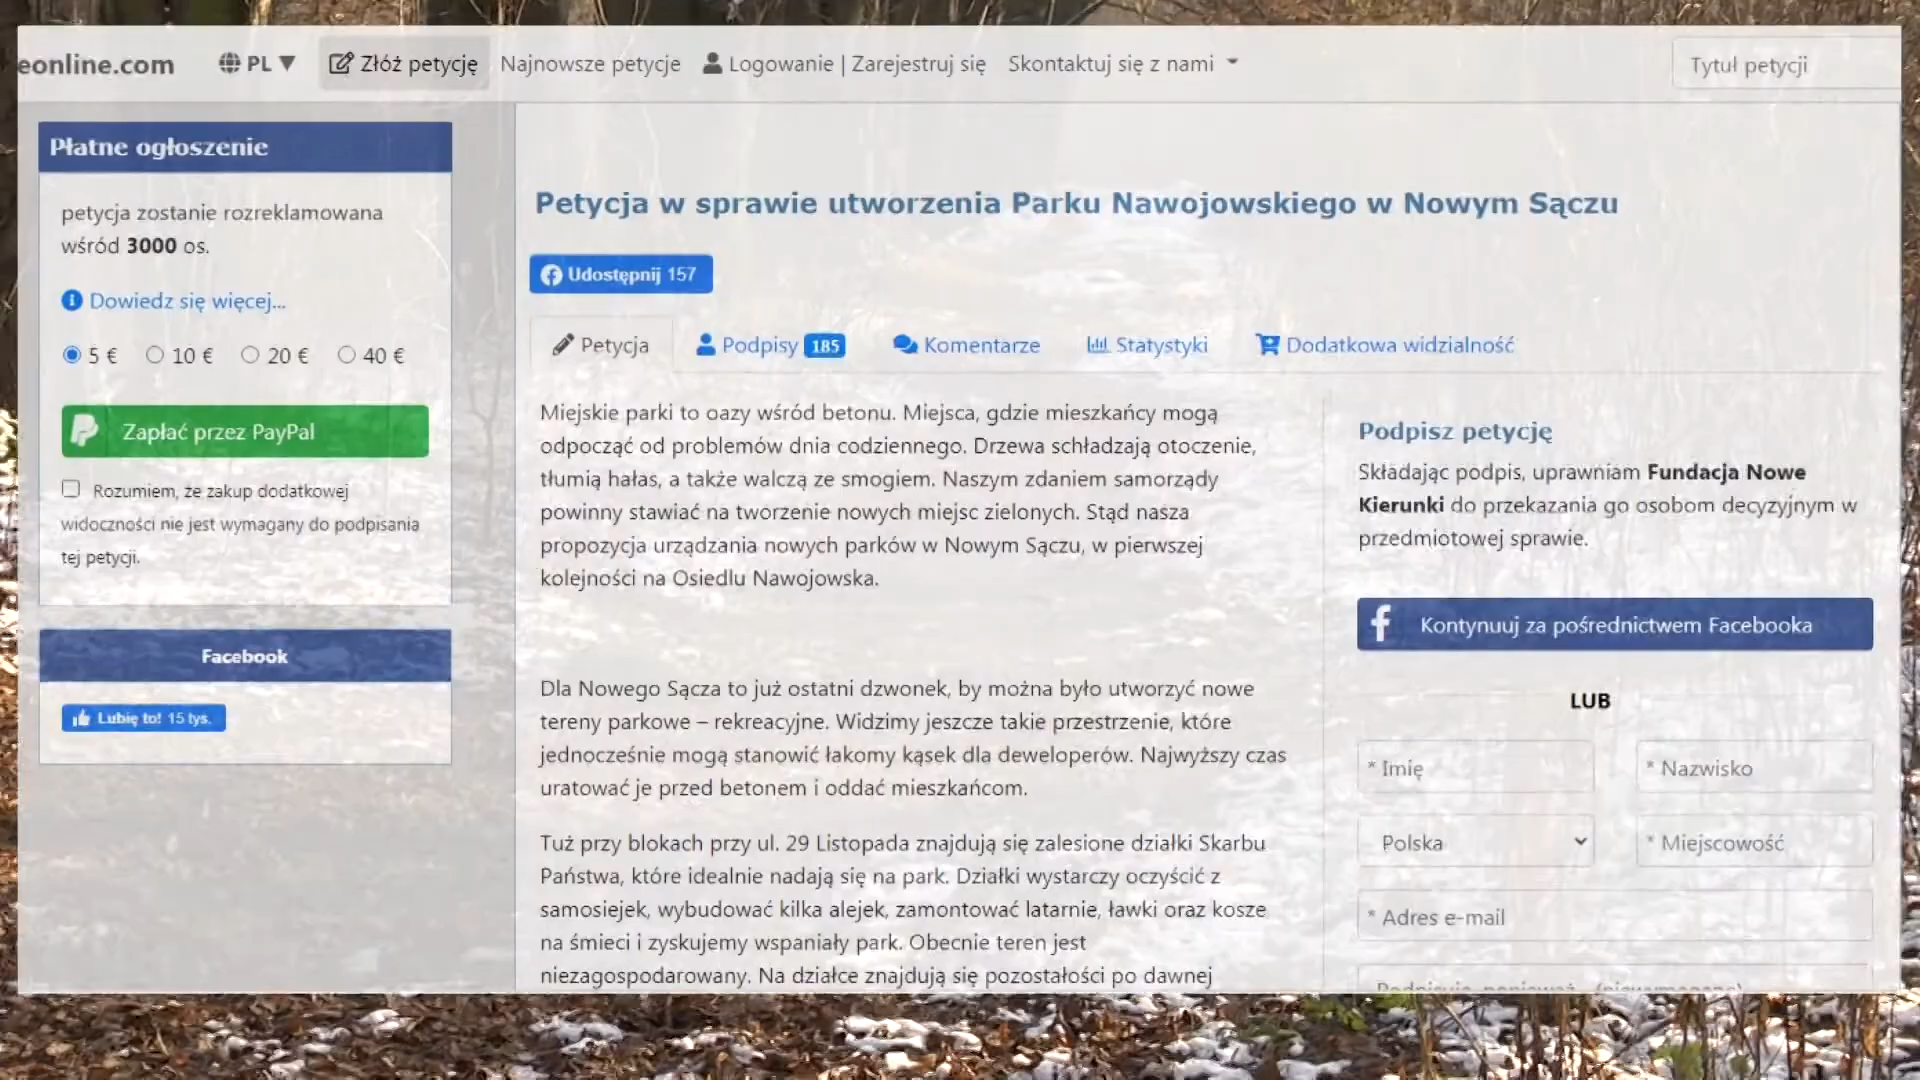 eonline.com
PL ▼
Złóż petycję
Najnowsze petycje
Logowanie | Zarejestruj się
Skontaktuj się z nami
Tytuł petycji
Płatne ogłoszenie
petycja zostanie rozreklamowana
wśród 3000 os.
Dowiedz się więcej...
5 € 10 € 20 € 40 €
Zapłać przez PayPal
Rozumiem, że zakup dodatkowej
widoczności nie jest wymagany do podpisania
tej petycji.
Facebook
Lubię to! 15 tys.
Petycja w sprawie utworzenia Parku Nawojowskiego w Nowym Sączu
Udostępnij 157
Petycja
Podpisy 185
Komentarze
Statystyki
Dodatkowa widzialność
Miejskie parki to oazy wśród betonu. Miejsca, gdzie mieszkańcy mogą
odpocząć od problemów dnia codziennego. Drzewa schładzają otoczenie,
tłumią hałas, a także walczą ze smogiem. Naszym zdaniem samorządy
powinny stawiać na tworzenie nowych miejsc zielonych. Stąd nasza
propozycja urządzania nowych parków w Nowym Sączu, w pierwszej
kolejności na Osiedlu Nawojowska.
Dla Nowego Sącza to już ostatni dzwonek, by można było utworzyć nowe
tereny parkowe – rekreacyjne. Widzimy jeszcze takie przestrzenie, które
jednocześnie mogą stanowić łakomy kąsek dla deweloperów. Najwyższy czas
uratować je przed betonem i oddać mieszkańcom.
Tuż przy blokach przy ul. 29 Listopada znajdują się zalesione działki Skarbu
Państwa, które idealnie nadają się na park. Działki wystarczy oczyścić z
samosiejek, wybudować kilka alejek, zamontować latarnie, ławki oraz kosze
na śmieci i zyskujemy wspaniały park. Obecnie teren jest
niezagospodarowany. Na działce znajdują się pozostałości po dawnej
Podpisz petycję
Składając podpis, uprawniam Fundacja Nowe
Kierunki do przekazania go osobom decyzyjnym w
przedmiotowej sprawie.
Kontynuuj za pośrednictwem Facebooka
LUB
* Imię
* Nazwisko
Polska
* Miejscowość
* Adres e-mail